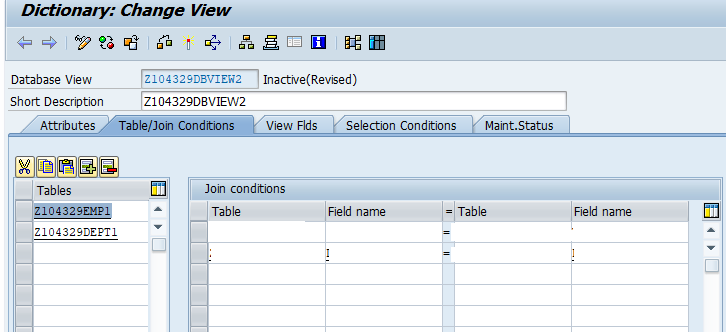 Dictionary: Change View
Database View Z104329DBVIEW2 Inactive(Revised)
Short Description Z104329DBVIEW2
Attributes Table/Join Conditions View Flds Selection Conditions Maint.Status
Tables Join conditions
Table Field name = Table Field name
Z104329EMP1 =
Z104329DEPT1
=